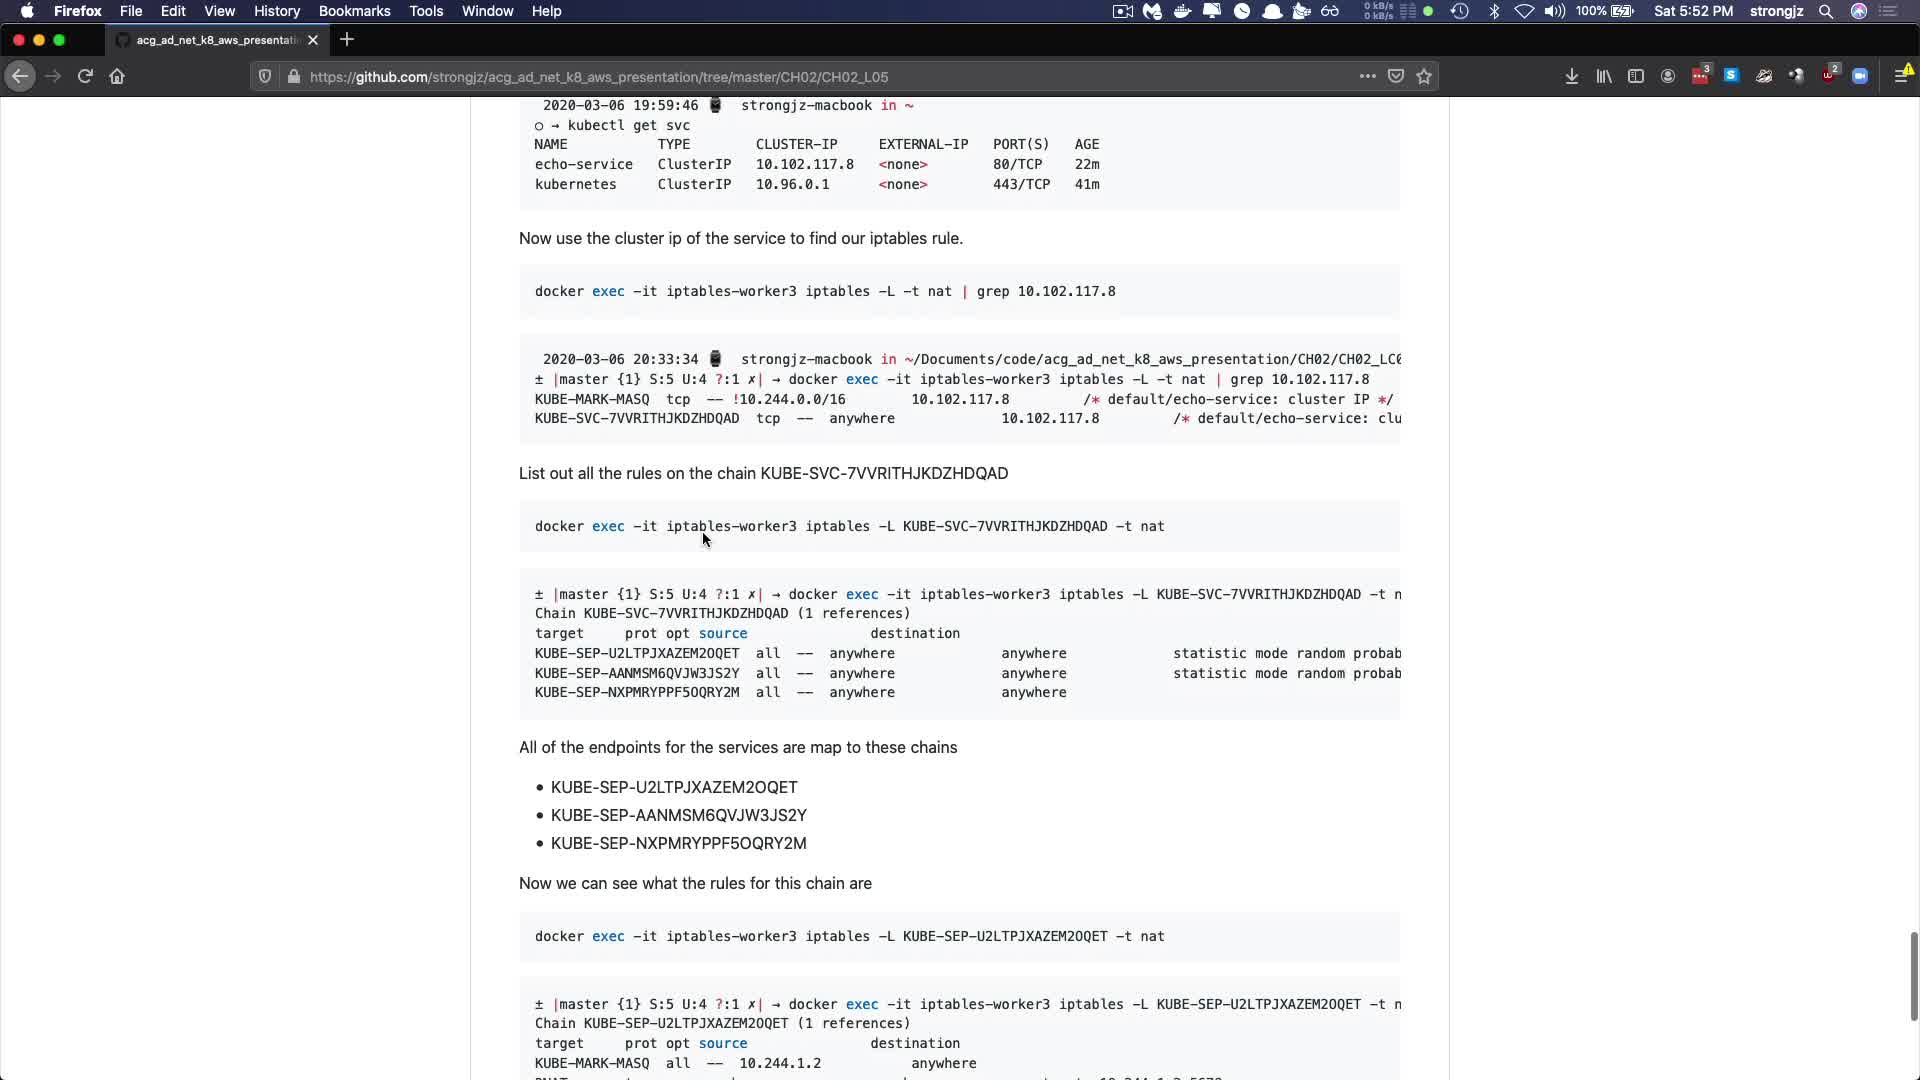 Firefox File Edit View History Bookmarks Tools Window Help 0 kB/s 0 kB/s 100% Sat 5:52 PM strongjz
acg_ad_net_k8_aws_presentati
https://github.com/strongjz/acg_ad_net_k8_aws_presentation/tree/master/CH02/CH02_L05 3 2
2020-03-06 19:59:46 strongjz-macbook in ~
○ → kubectl get svc
NAME TYPE CLUSTER-IP EXTERNAL-IP PORT(S) AGE
echo-service ClusterIP 10.102.117.8 <none> 80/TCP 22m
kubernetes ClusterIP 10.96.0.1 <none> 443/TCP 41m
Now use the cluster ip of the service to find our iptables rule.
docker exec -it iptables-worker3 iptables -L -t nat | grep 10.102.117.8
2020-03-06 20:33:34 strongjz-macbook in ~/Documents/code/acg_ad_net_k8_aws_presentation/CH02/CH02_LC0
± |master {1} S:5 U:4 ?:1 ✗| → docker exec -it iptables-worker3 iptables -L -t nat | grep 10.102.117.8
KUBE-MARK-MASQ tcp -- !10.244.0.0/16 10.102.117.8 /* default/echo-service: cluster IP */
KUBE-SVC-7VVRITHJKDZHDQAD tcp -- anywhere 10.102.117.8 /* default/echo-service: clu
List out all the rules on the chain KUBE-SVC-7VVRITHJKDZHDQAD
docker exec -it iptables-worker3 iptables -L KUBE-SVC-7VVRITHJKDZHDQAD -t nat
± |master {1} S:5 U:4 ?:1 ✗| → docker exec -it iptables-worker3 iptables -L KUBE-SVC-7VVRITHJKDZHDQAD -t n
Chain KUBE-SVC-7VVRITHJKDZHDQAD (1 references)
target prot opt source destination
KUBE-SEP-U2LTPJXAZEM2OQET all -- anywhere anywhere statistic mode random probab
KUBE-SEP-AANMSM6QVJW3JS2Y all -- anywhere anywhere statistic mode random probab
KUBE-SEP-NXPMRYPPF5OQRY2M all -- anywhere anywhere
All of the endpoints for the services are map to these chains
• KUBE-SEP-U2LTPJXAZEM2OQET
• KUBE-SEP-AANMSM6QVJW3JS2Y
• KUBE-SEP-NXPMRYPPF5OQRY2M
Now we can see what the rules for this chain are
docker exec -it iptables-worker3 iptables -L KUBE-SEP-U2LTPJXAZEM2OQET -t nat
± |master {1} S:5 U:4 ?:1 ✗| → docker exec -it iptables-worker3 iptables -L KUBE-SEP-U2LTPJXAZEM2OQET -t n
Chain KUBE-SEP-U2LTPJXAZEM2OQET (1 references)
target prot opt source destination
KUBE-MARK-MASQ all -- 10.244.1.2 anywhere